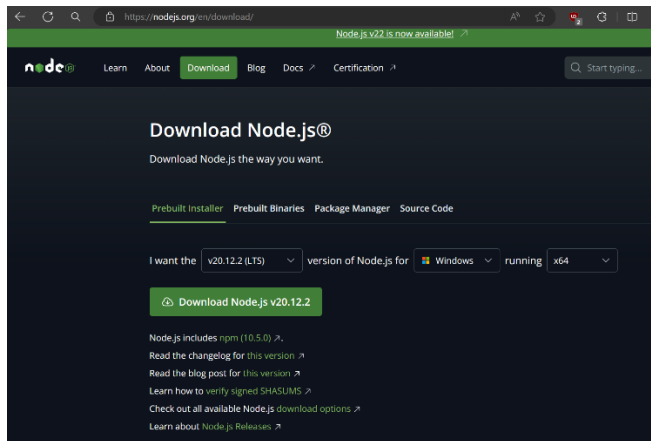 https://nodejs.org/en/download/
Node.js v22 is now available!
node Learn About Download Blog Docs Certification Start typing...
Download Node.js®
Download Node.js the way you want.
Prebuilt Installer Prebuilt Binaries Package Manager Source Code
I want the v20.12.2 (LTS) version of Node.js for Windows running x64
Download Node.js v20.12.2
Node.js includes npm (10.5.0).
Read the changelog for this version
Read the blog post for this version
Learn how to verify signed SHASUMS
Check out all available Node.js download options
Learn about Node.js Releases